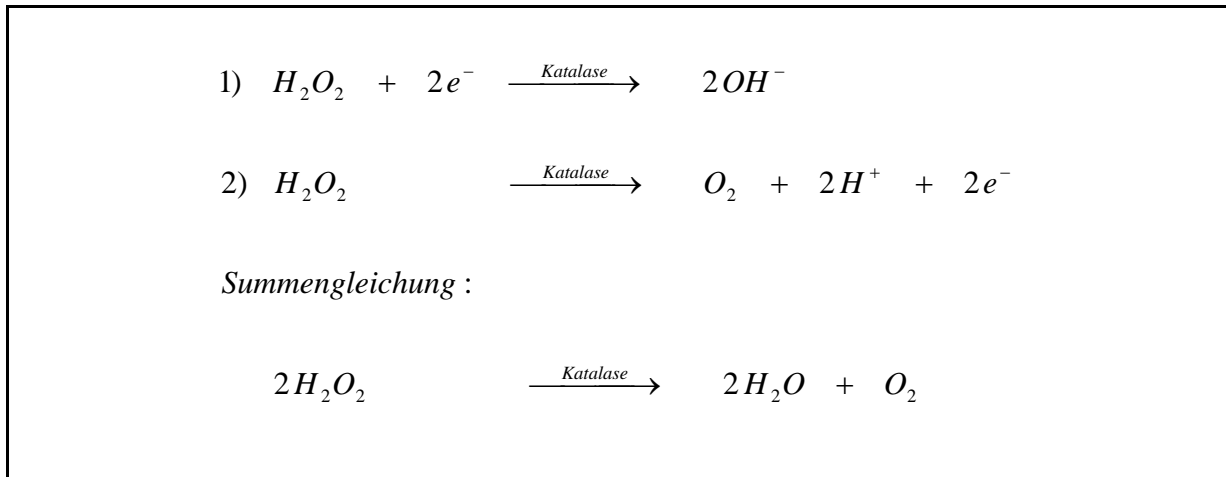 1) H₂O₂ + 2e⁻ —Katalase→ 2OH⁻
2) H₂O₂ —Katalase→ O₂ + 2H⁺ + 2e⁻
Summengleichung :
2H₂O₂ —Katalase→ 2H₂O + O₂